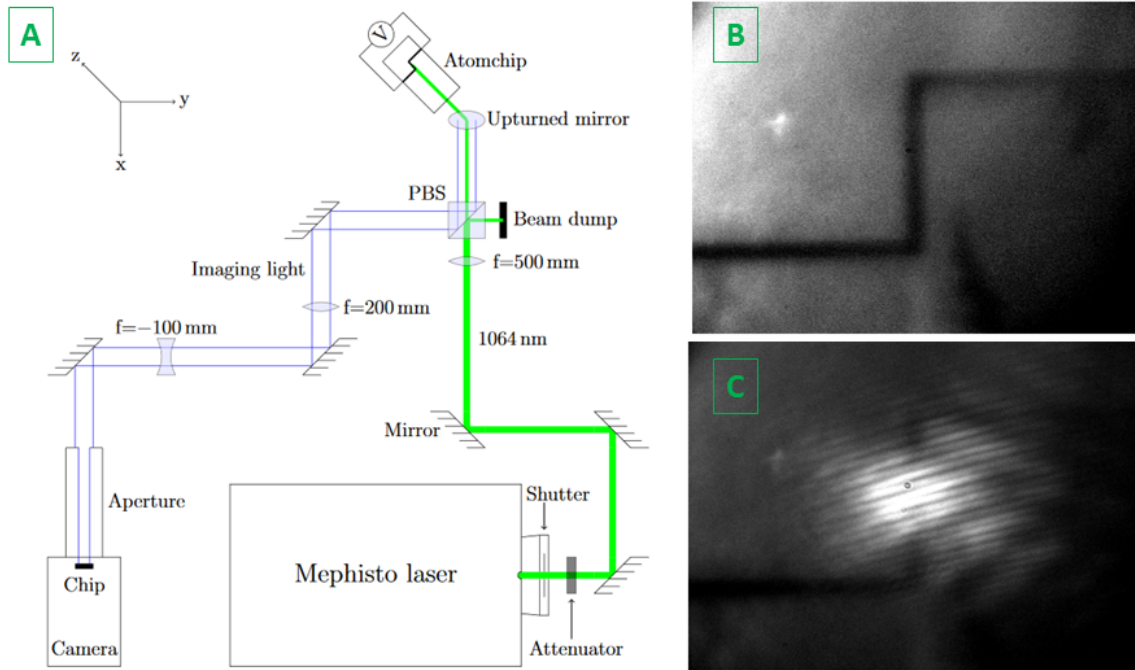 A
z
y
x
V
Atomchip
Upturned mirror
PBS
Beam dump
f=500 mm
Imaging light
f=200 mm
f=−100 mm
1064 nm
Mirror
Aperture
Shutter
Mephisto laser
Chip
Camera
Attenuator
B
C